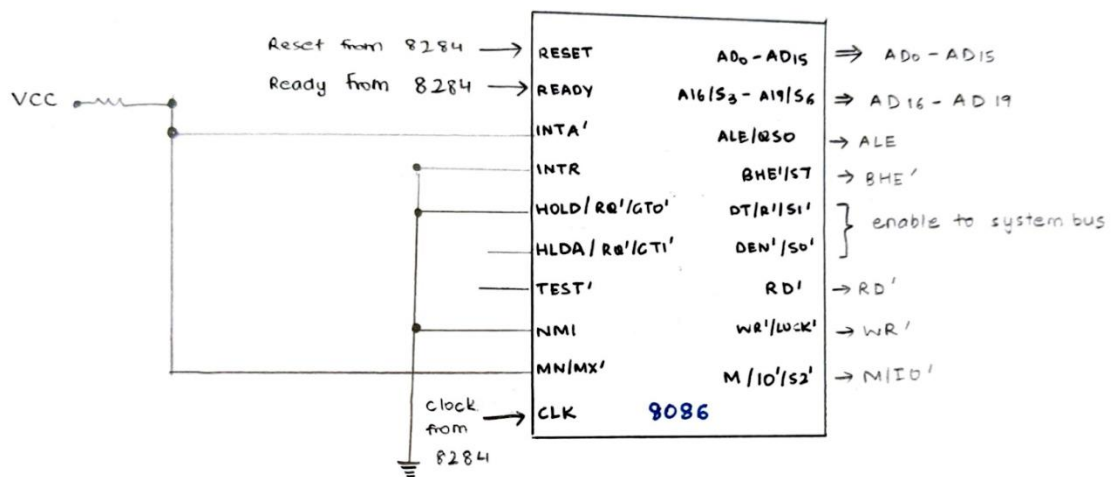 Reset from 8284 → RESET
Ready from 8284 → READY
VCC
INTA'
INTR
HOLD/RQ'/GT0'
HLDA/RQ'/GT1'
TEST'
NMI
MN/MX'
clock
from
8284
CLK
8086
AD0 - AD15 ⇒ AD0 - AD15
A16/S3 - A19/S6 ⇒ AD16 - AD19
ALE/QS0 → ALE
BHE'/S7 → BHE'
DT/R'/S1'
DEN'/S0'
enable to system bus
RD' → RD'
WR'/LUCK' → WR'
M/IO'/S2' → M/IO'